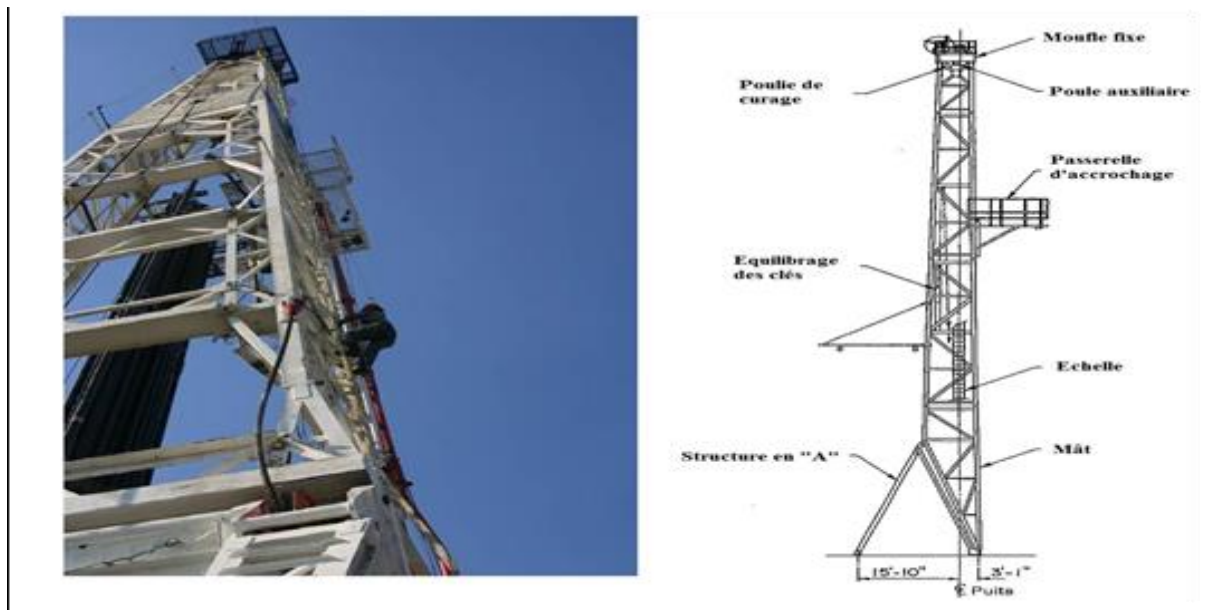 Moufle fixe
Poulie de
curage
Poule auxiliaire
Passerelle
d'accrochage
Equilibrage
des clés
Echelle
Structure en "A"
Mât
15'-10"
3'-1"
℄ Puits